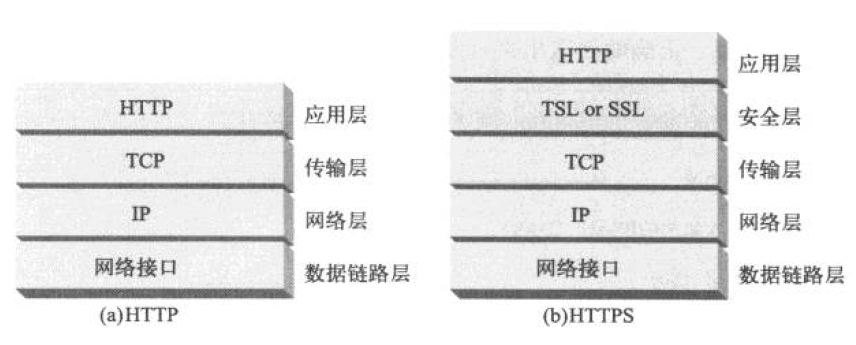 HTTP 应用层
TCP 传输层
IP 网络层
网络接口 数据链路层
(a)HTTP
HTTP 应用层
TSL or SSL 安全层
TCP 传输层
IP 网络层
网络接口 数据链路层
(b)HTTPS